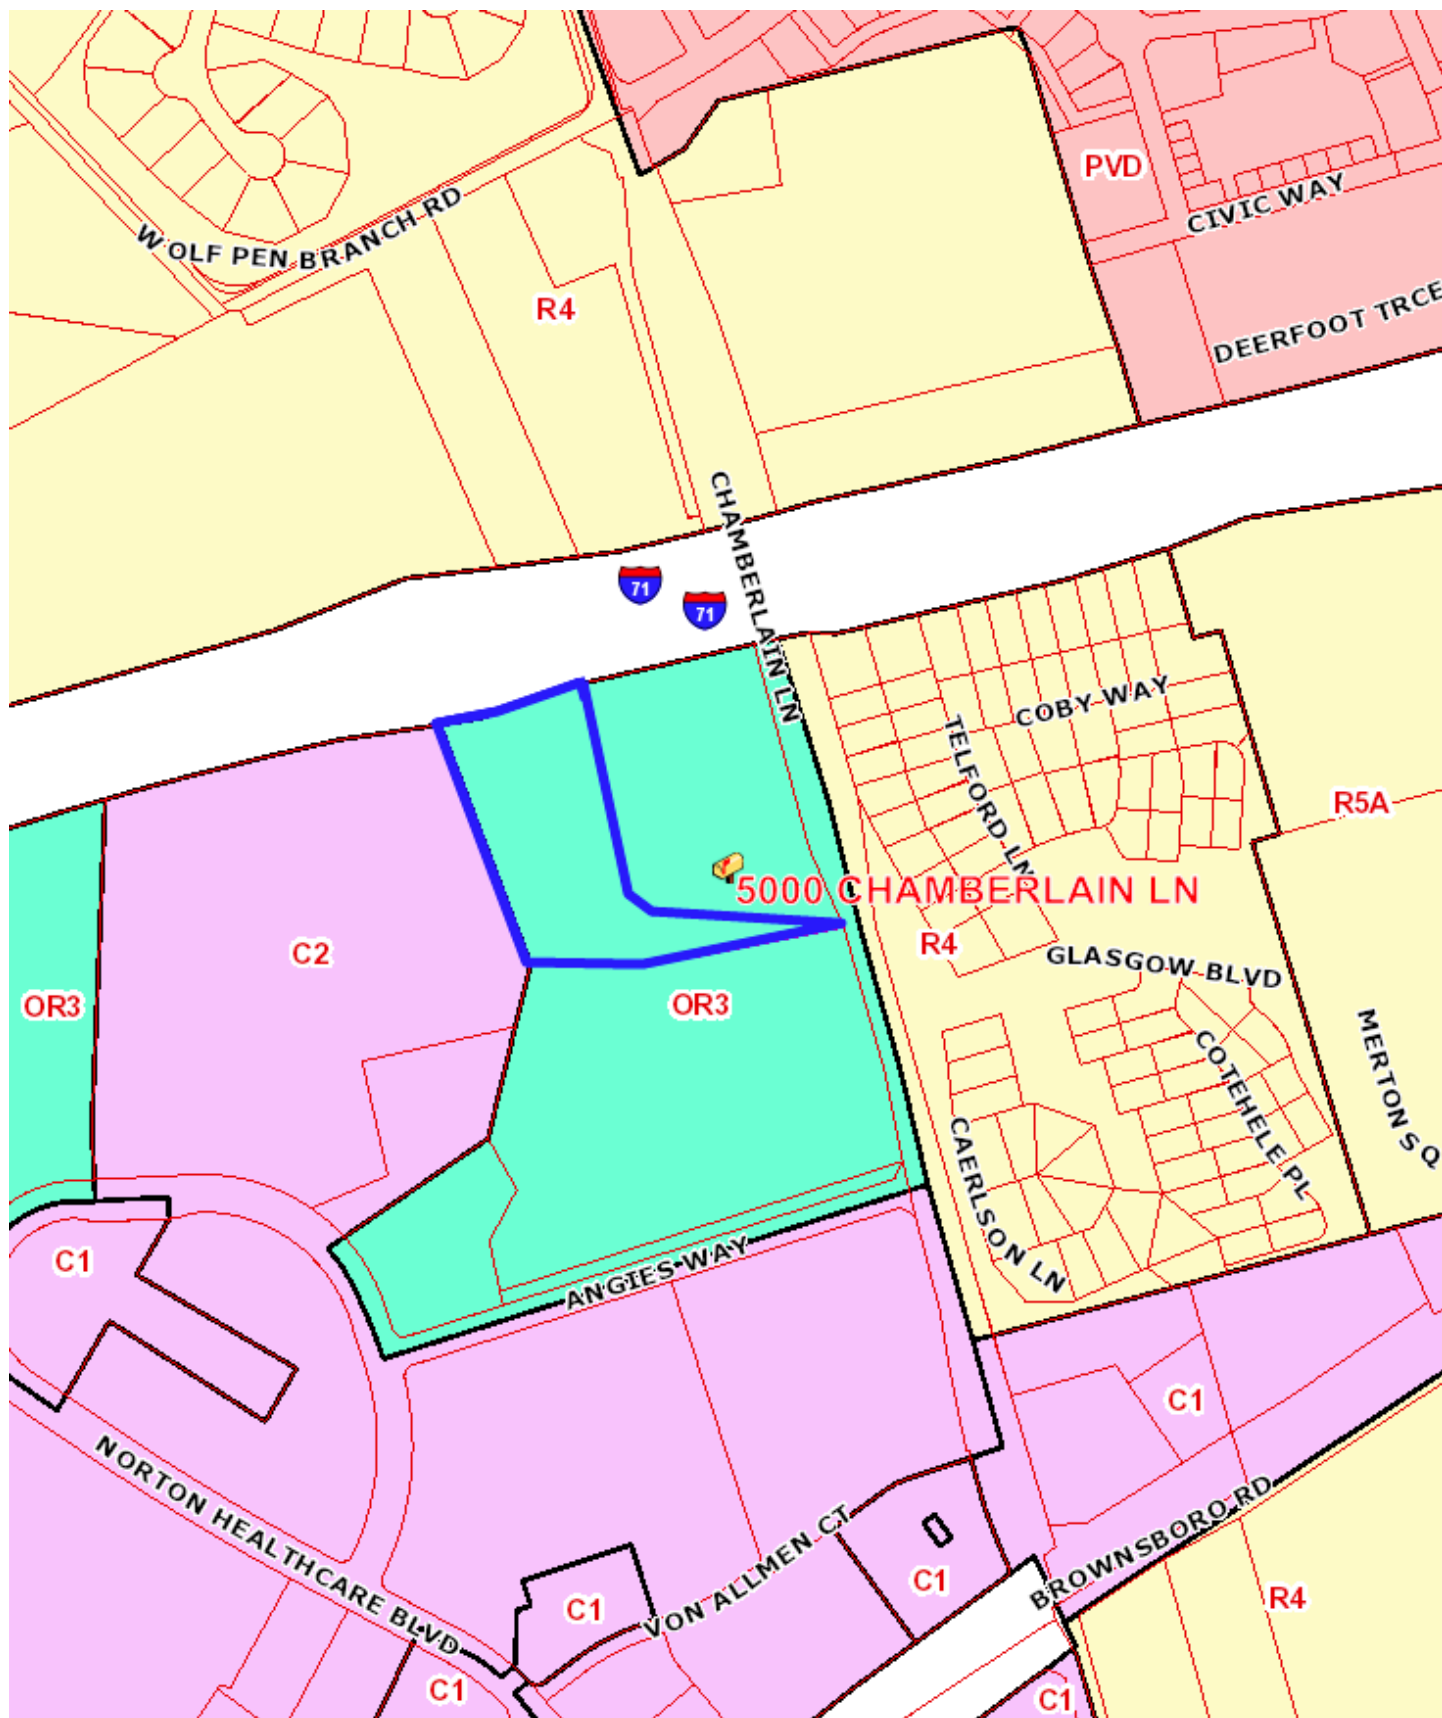 PVD
CIVIC WAY
WOLF PEN BRANCH RD
R4
DEERFOOT TRCE
CHAMBERLAIN LN
71
71
COBY WAY
TELFORD LN
R5A
5000 CHAMBERLAIN LN
R4
C2
GLASGOW BLVD
OR3
OR3
MERTON SQ
COTEHELE PL
CAERLSON LN
C1
ANGIES WAY
C1
NORTON HEALTHCARE BLVD
VON ALLMEN CT
BROWNSBORO RD
C1
C1
R4
C1
C1